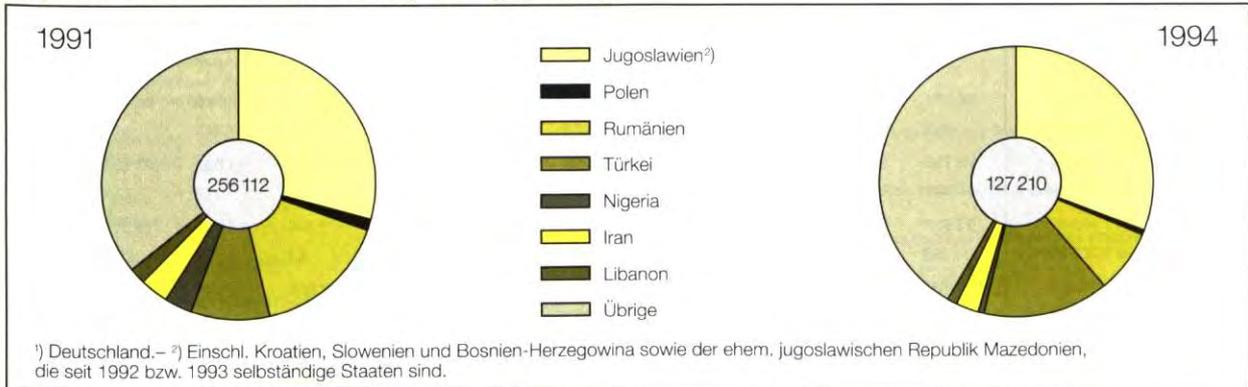 1991
1994
Jugoslawien²)
Polen
Rumänien
Türkei
Nigeria
Iran
Libanon
Übrige
256 112
127 210
¹) Deutschland.– ²) Einschl. Kroatien, Slowenien und Bosnien-Herzegowina sowie der ehem. jugoslawischen Republik Mazedonien,
die seit 1992 bzw. 1993 selbständige Staaten sind.